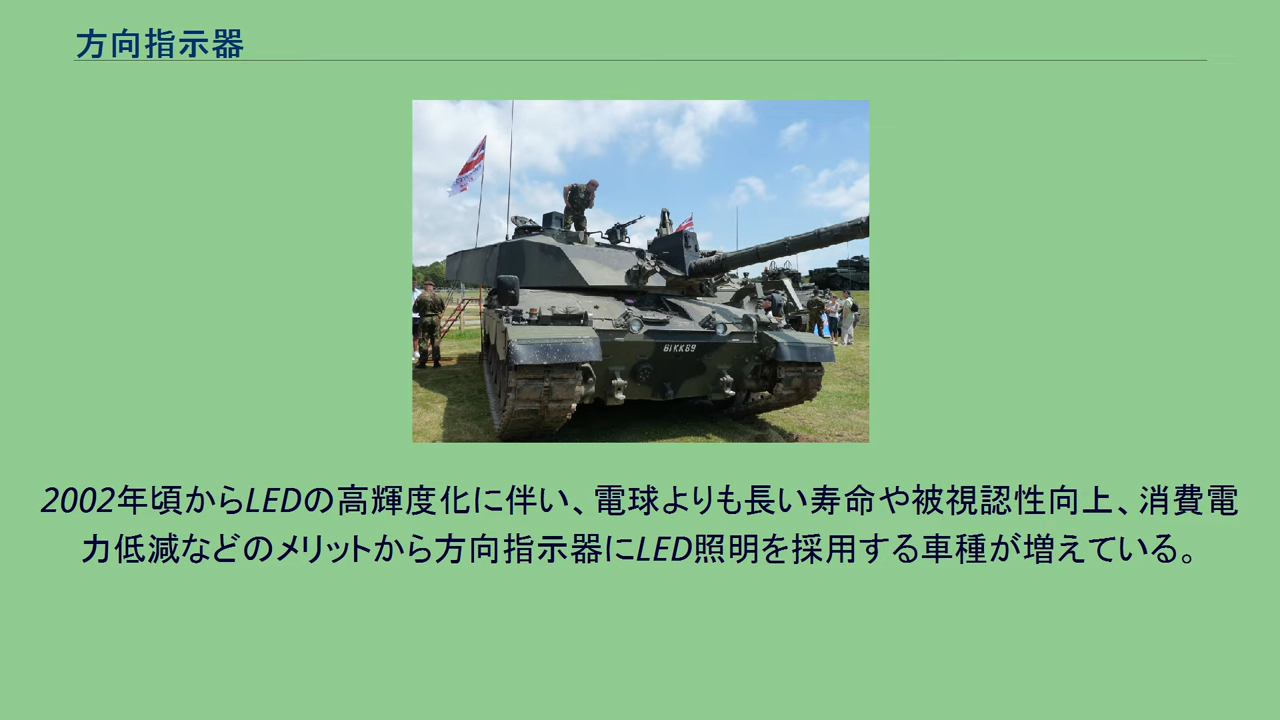 方向指示器
61KK69
2002年頃からLEDの高輝度化に伴い、電球よりも長い寿命や被視認性向上、消費電
力低減などのメリットから方向指示器にLED照明を採用する車種が増えている。